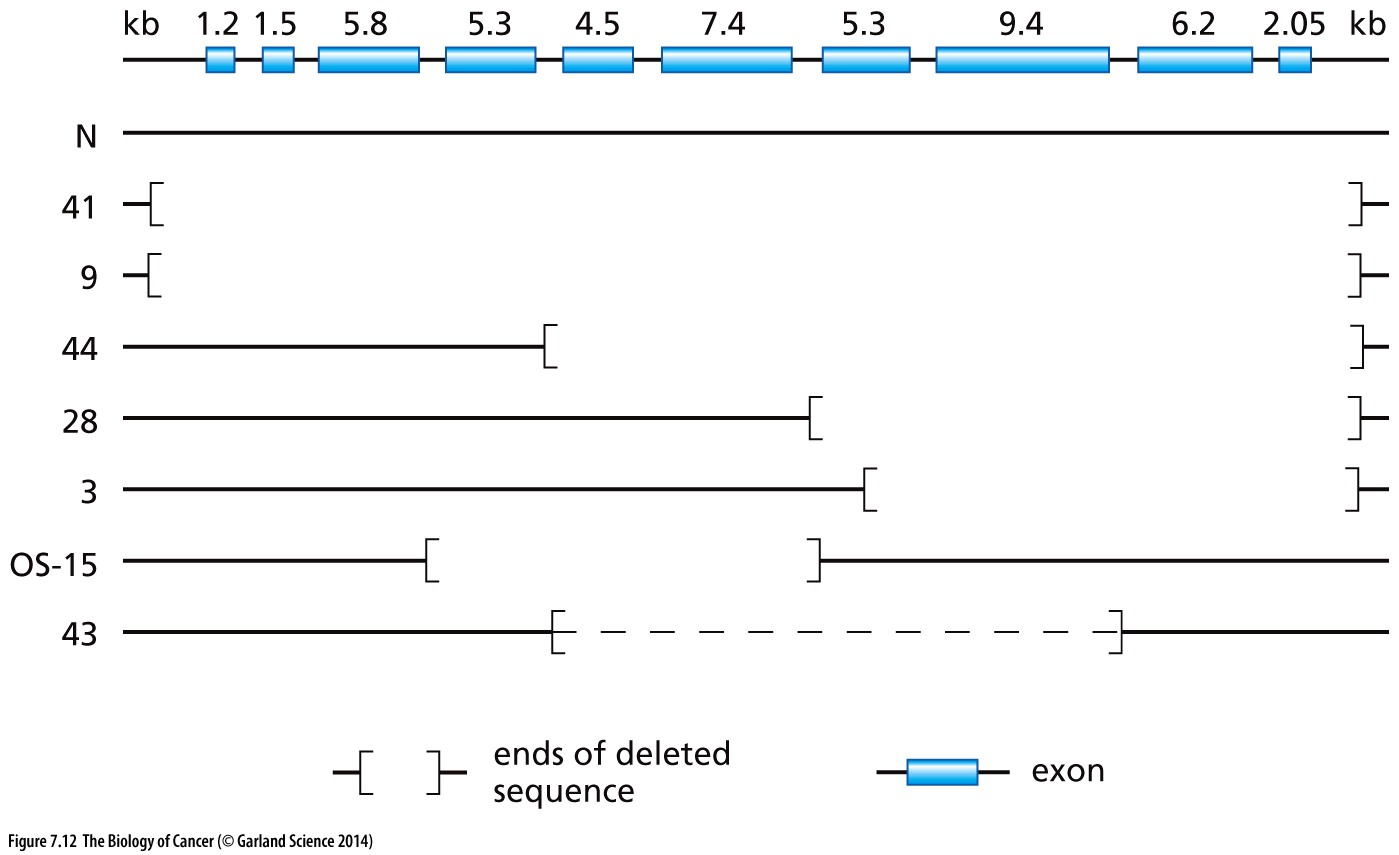 kb 1.2 1.5 5.8 5.3 4.5 7.4 5.3 9.4 6.2 2.05 kb
N
41
9
44
28
3
OS-15
43
ends of deleted
sequence
exon
Figure 7.12 The Biology of Cancer (© Garland Science 2014)